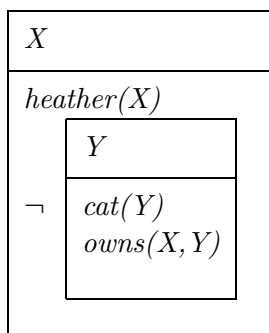 X
heather(X)
Y
¬ cat(Y)
owns(X, Y)